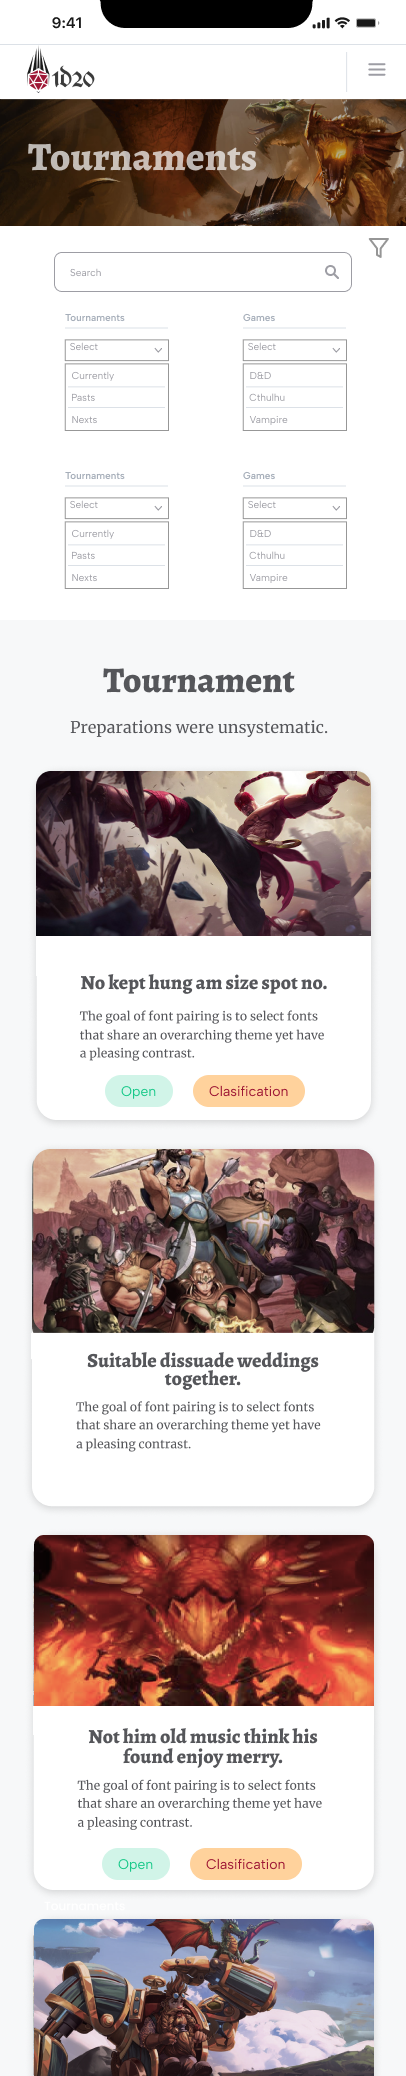 9:41
1D20
Tournaments
Search
Tournaments
Games
Select
Select
Currently
D&D
Pasts
Cthulhu
Nexts
Vampire
Tournaments
Games
Select
Select
Currently
D&D
Pasts
Cthulhu
Nexts
Vampire
Tournament
Preparations were unsystematic.
No kept hung am size spot no.
The goal of font pairing is to select fonts
that share an overarching theme yet have
a pleasing contrast.
Open
Clasification
Suitable dissuade weddings
together.
The goal of font pairing is to select fonts
that share an overarching theme yet have
a pleasing contrast.
Not him old music think his
found enjoy merry.
The goal of font pairing is to select fonts
that share an overarching theme yet have
a pleasing contrast.
Open
Clasification
Tournaments